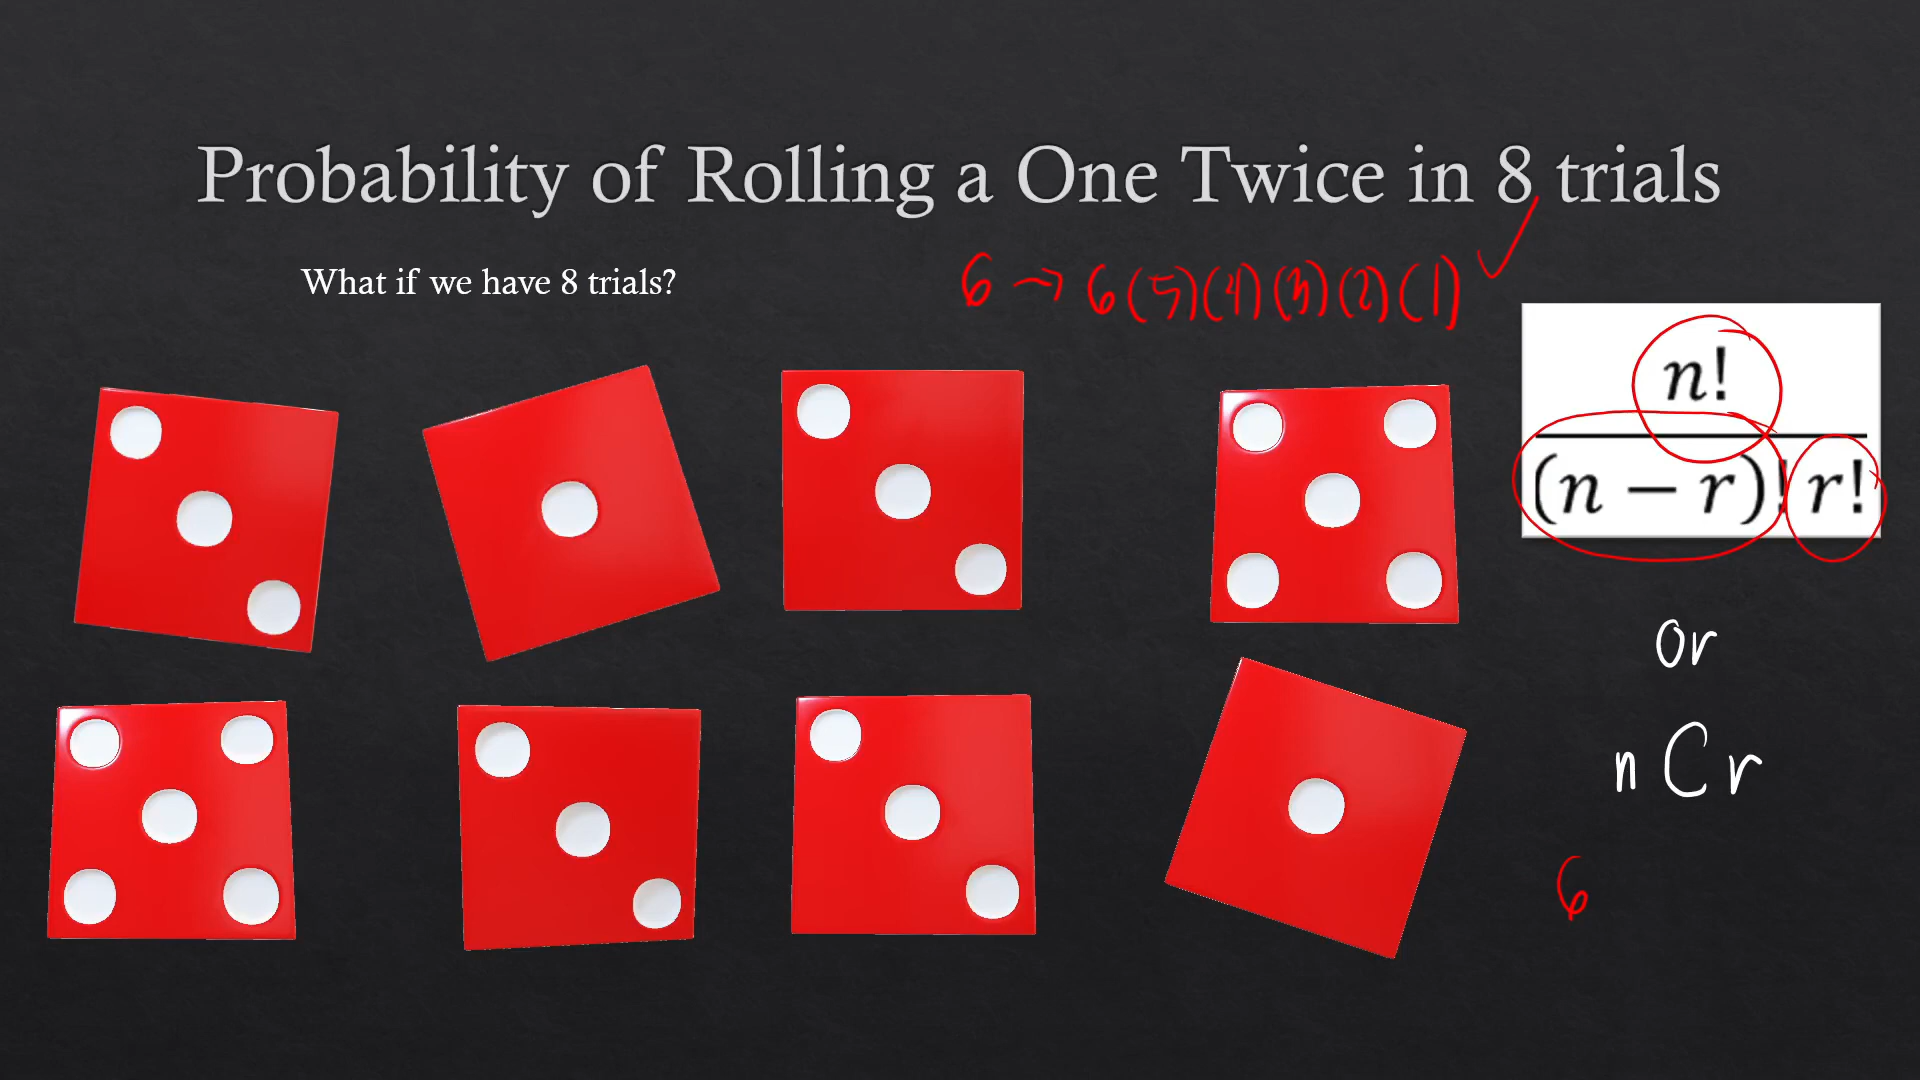 Probability of Rolling a One Twice in 8 trials
What if we have 8 trials?
6 → 6(5)(4)(3)(2)(1)
n!
(n − r)! r!
or
n C r
6